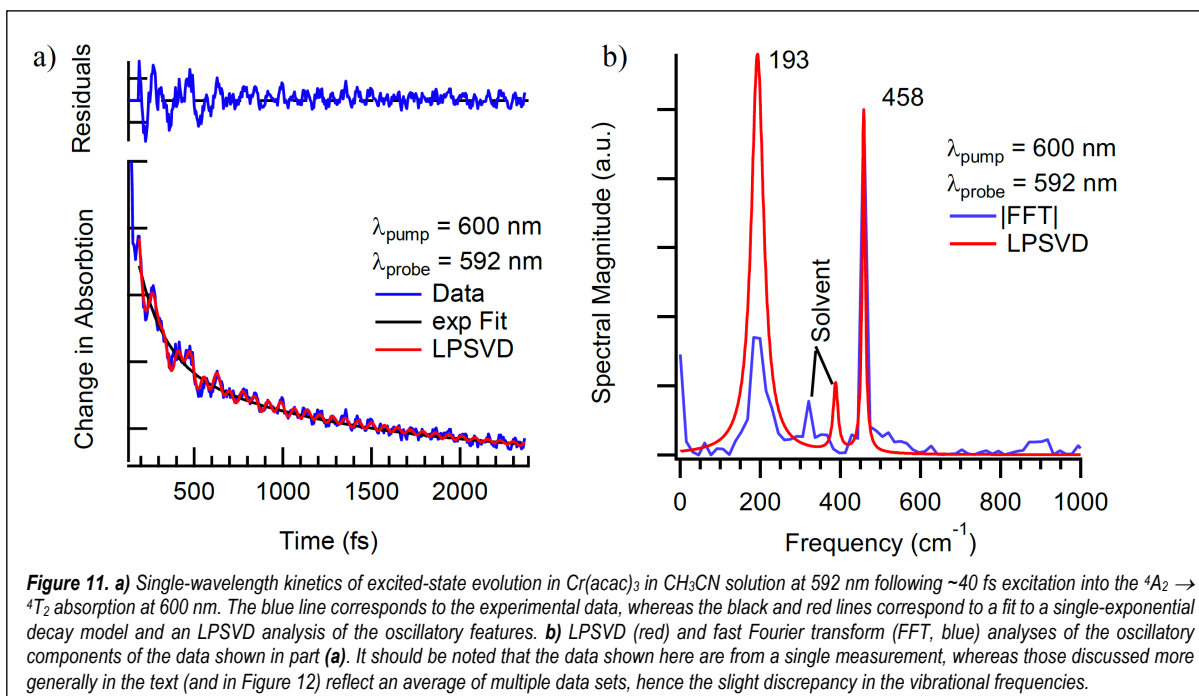 a)
Residuals
Change in Absorbtion
λpump = 600 nm
λprobe = 592 nm
Data
exp Fit
LPSVD
500
1000
1500
2000
Time (fs)
b)
193
458
λpump = 600 nm
λprobe = 592 nm
|FFT|
LPSVD
Solvent
Spectral Magnitude (a.u.)
0
200
400
600
800
1000
Frequency (cm⁻¹)
Figure 11. a) Single-wavelength kinetics of excited-state evolution in Cr(acac)₃ in CH₃CN solution at 592 nm following ~40 fs excitation into the ⁴A₂ →
⁴T₂ absorption at 600 nm. The blue line corresponds to the experimental data, whereas the black and red lines correspond to a fit to a single-exponential
decay model and an LPSVD analysis of the oscillatory features. b) LPSVD (red) and fast Fourier transform (FFT, blue) analyses of the oscillatory
components of the data shown in part (a). It should be noted that the data shown here are from a single measurement, whereas those discussed more
generally in the text (and in Figure 12) reflect an average of multiple data sets, hence the slight discrepancy in the vibrational frequencies.